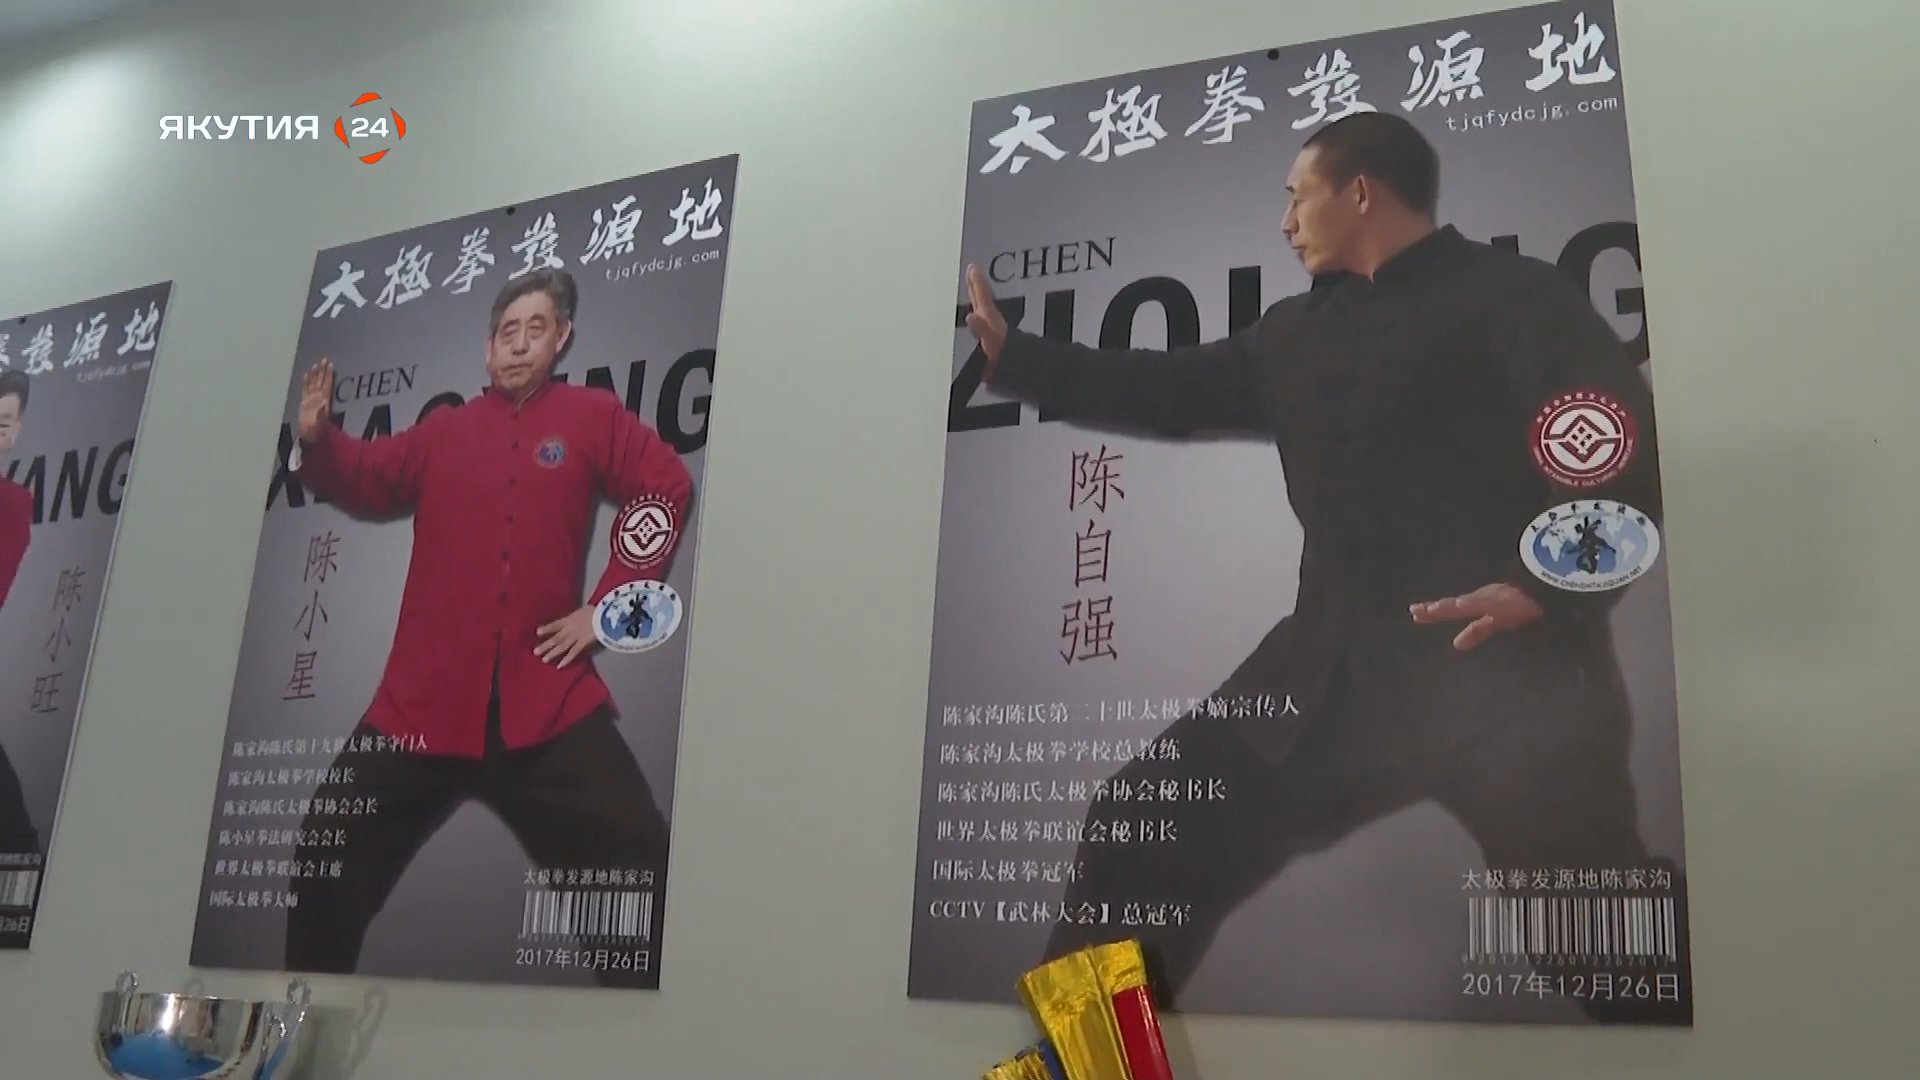 ЯКУТИЯ 24
發源地
tjqfydcjg.com
WANG
陈小旺
太極拳發源地
tjqfydcjg.com
CHEN
陈小星
陈家沟陈氏第十九世太极拳守门人
陈家沟太极拳学校校长
陈家沟陈氏太极拳协会会长
陈小星拳法研究会会长
世界太极拳联谊会主席
国际太极拳大师
太极拳发源地陈家沟
2017年12月26日
太極拳發源地
tjqfydcjg.com
CHEN
陈自强
拳
WWW.CHENSHITAIJIQUAN.NET
陈家沟陈氏第二十世太极拳嫡宗传人
陈家沟太极拳学校总教练
陈家沟陈氏太极拳协会秘书长
世界太极拳联谊会秘书长
国际太极拳冠军
CCTV【武林大会】总冠军
太极拳发源地陈家沟
2017年12月26日